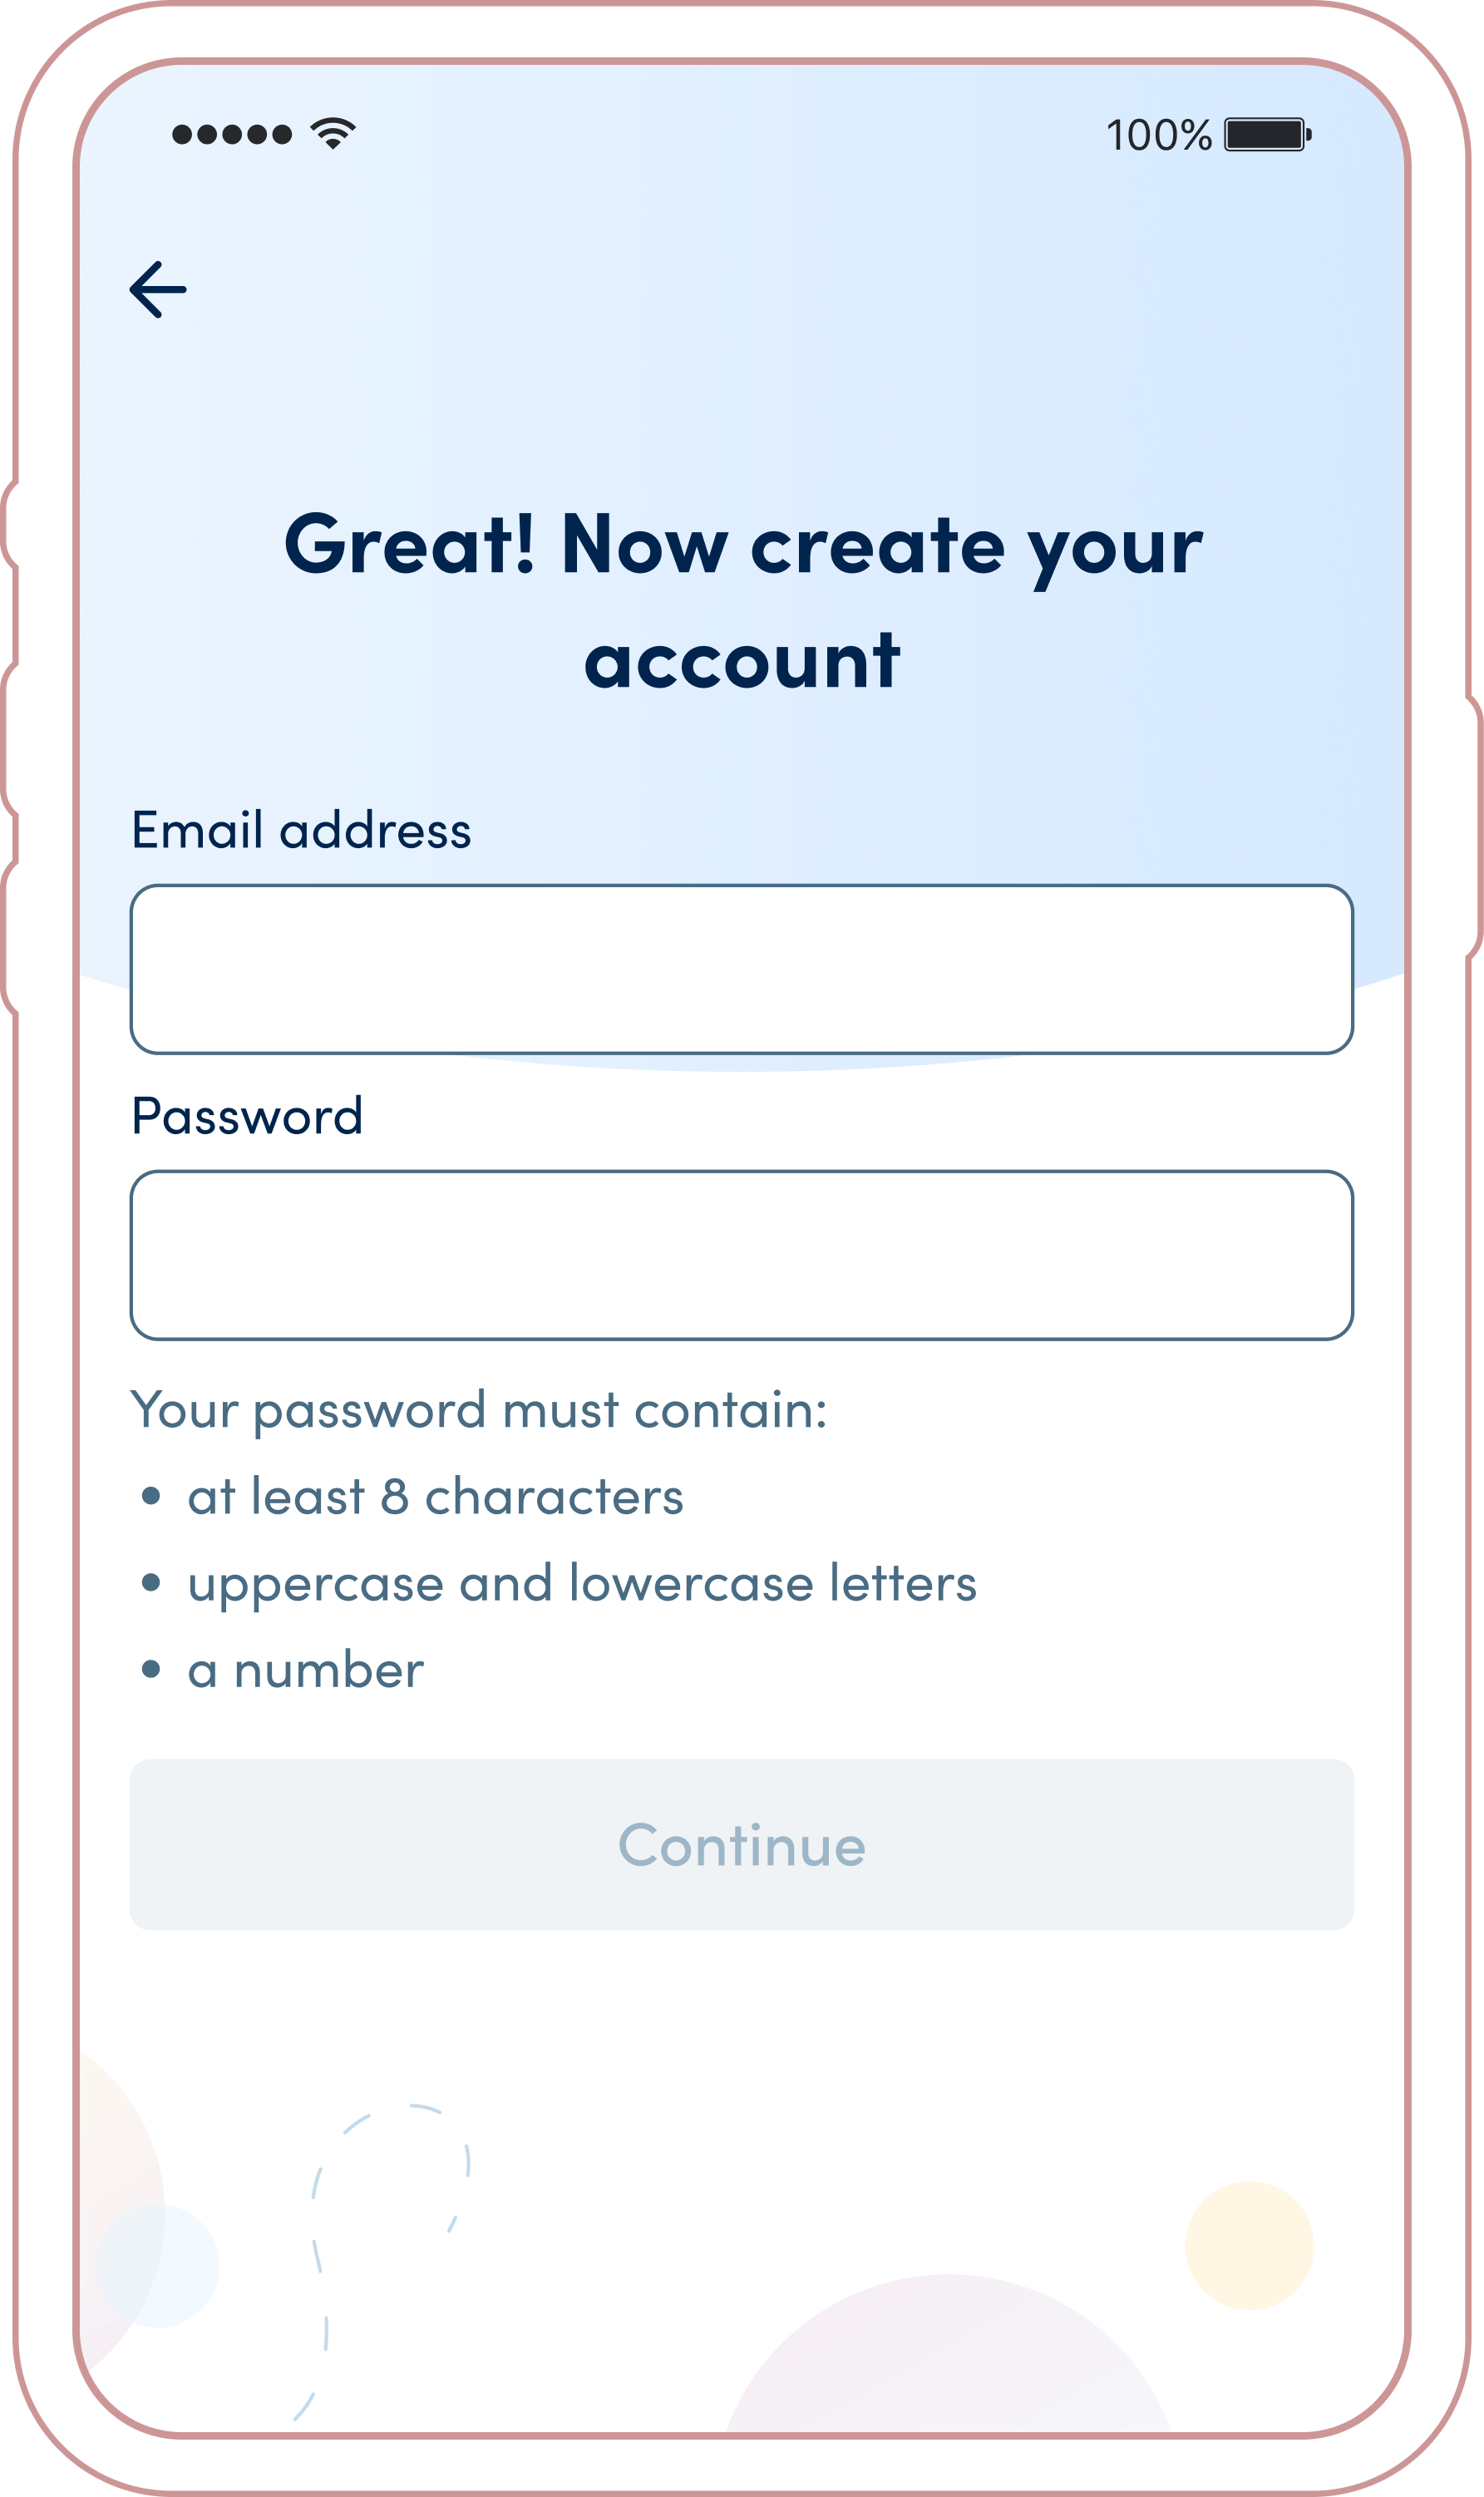 100%
Great! Now create your
account
Email address
Password
Your password must contain:
at least 8 characters
uppercase and lowercase letters
a number
Continue